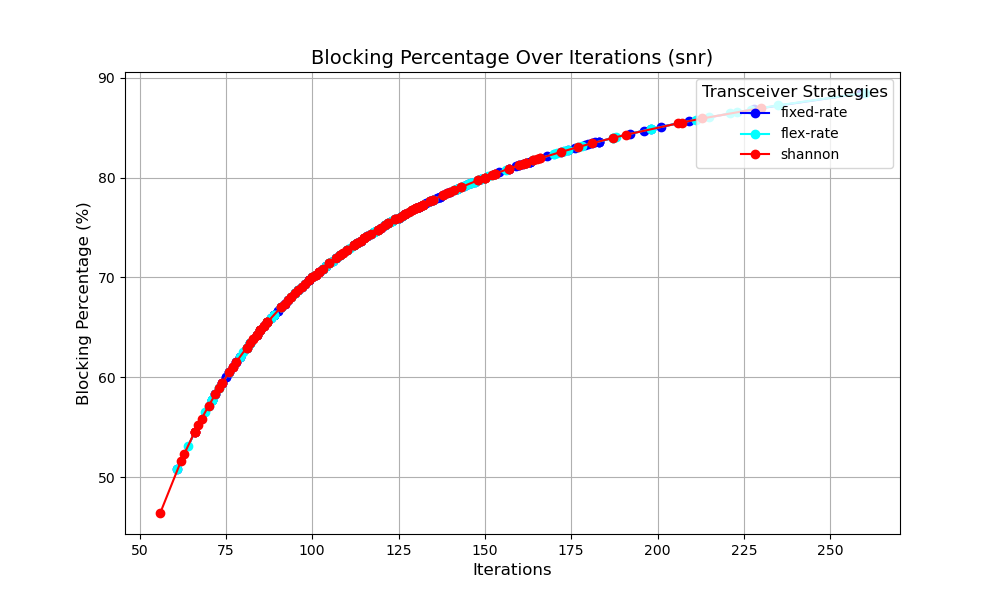 Blocking Percentage Over Iterations (snr)
Transceiver Strategies
fixed-rate
flex-rate
shannon
Blocking Percentage (%)
90
80
70
60
50
50 75 100 125 150 175 200 225 250
Iterations